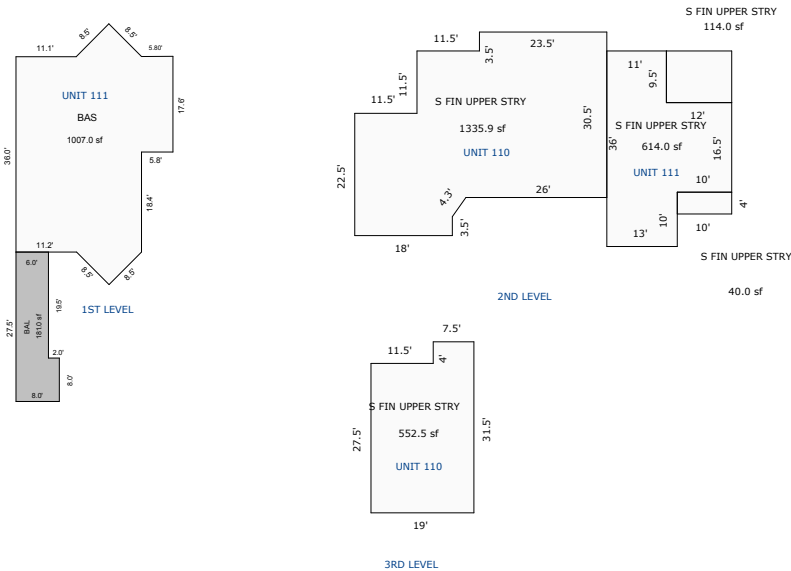 8.5'
8.5'
11.1'
5.80'
UNIT 111
BAS
1007.0 sf
17.6'
36.0'
5.8'
18.4'
11.2'
8.5'
8.5'
6.0'
19.5'
BAL
181.0 sf
27.5'
2.0'
8.0'
8.0'
1ST LEVEL
11.5'
3.5'
23.5'
11.5'
11.5'
S FIN UPPER STRY
1335.9 sf
UNIT 110
30.5'
22.5'
4.3'
26'
3.5'
18'
S FIN UPPER STRY
114.0 sf
11'
9.5'
12'
S FIN UPPER STRY
614.0 sf
36'
16.5'
UNIT 111
10'
4'
10'
10'
13'
S FIN UPPER STRY
40.0 sf
2ND LEVEL
7.5'
11.5'
4'
S FIN UPPER STRY
552.5 sf
27.5'
31.5'
UNIT 110
19'
3RD LEVEL